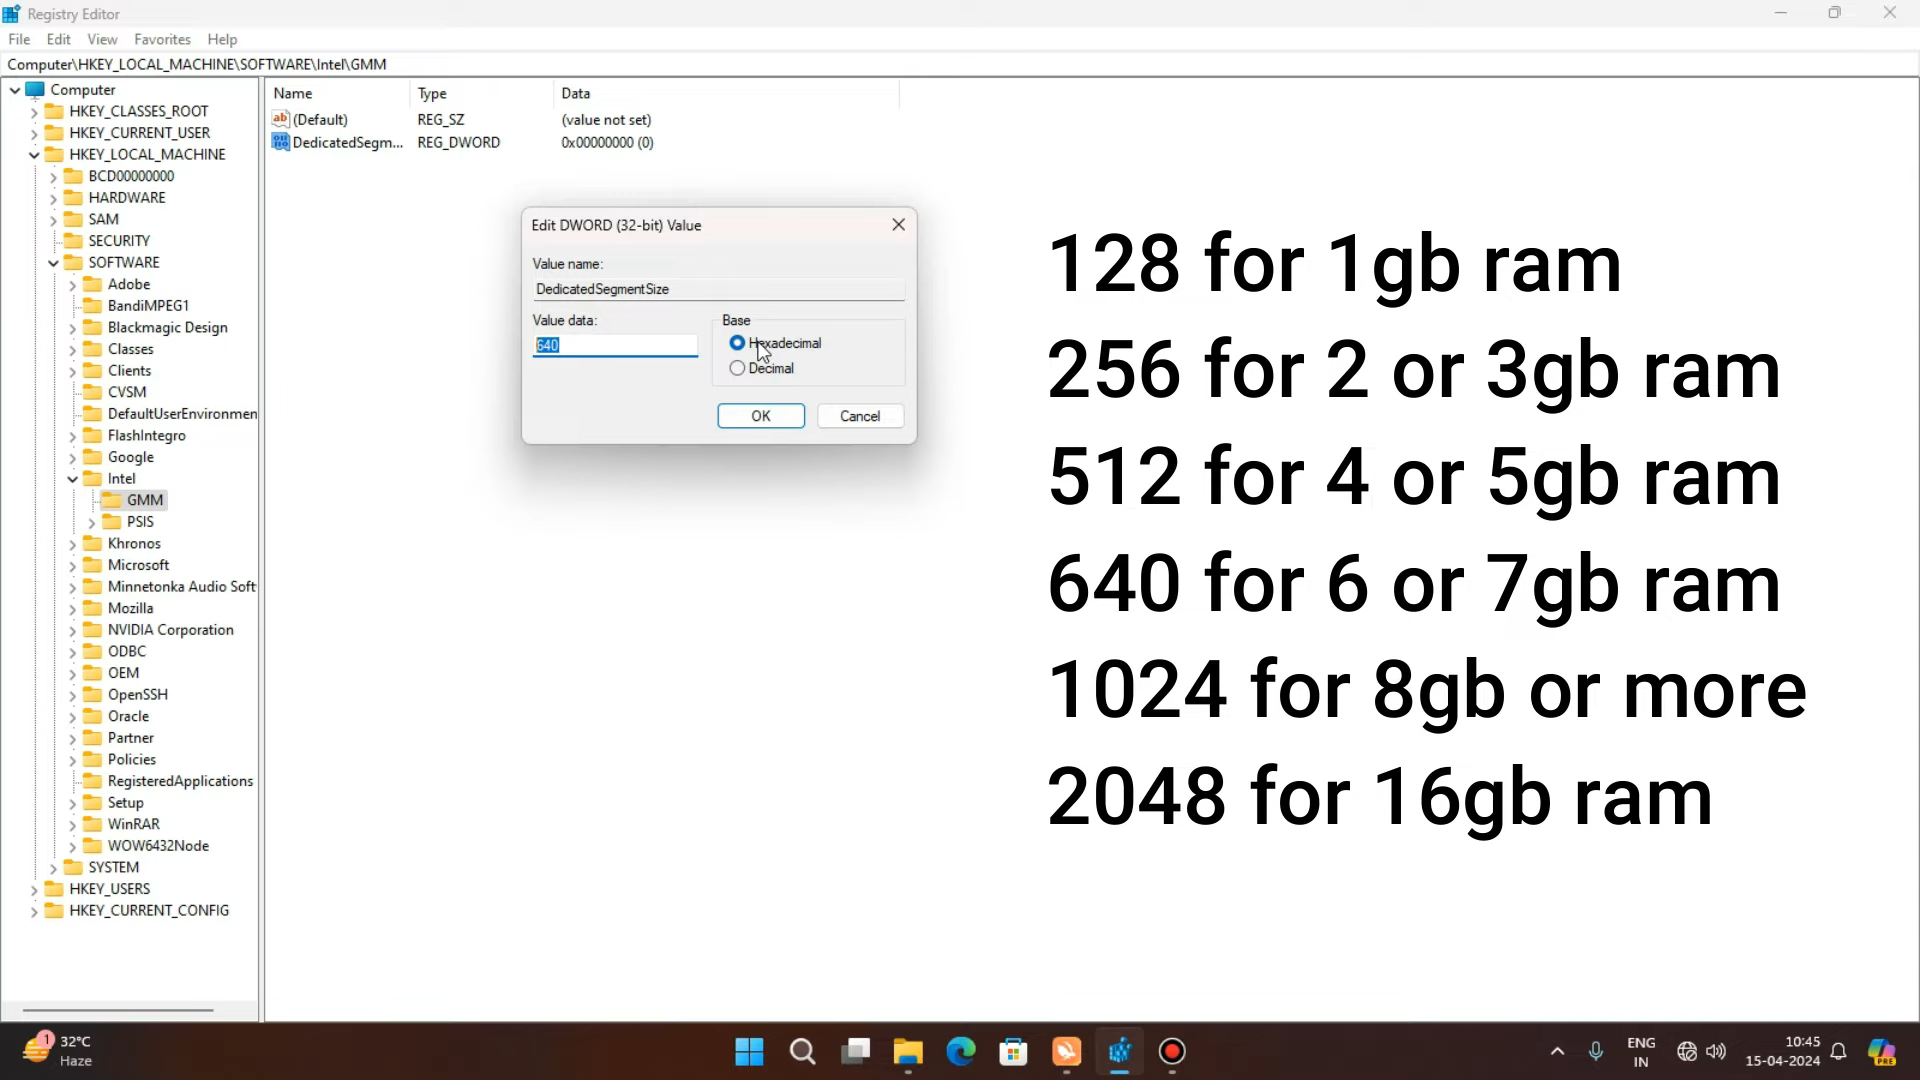 Registry Editor
File Edit View Favorites Help
Computer\HKEY_LOCAL_MACHINE\SOFTWARE\Intel\GMM
Computer
HKEY_CLASSES_ROOT
HKEY_CURRENT_USER
HKEY_LOCAL_MACHINE
BCD00000000
HARDWARE
SAM
SECURITY
SOFTWARE
Adobe
BandiMPEG1
Blackmagic Design
Classes
Clients
CVSM
DefaultUserEnvironmen
FlashIntegro
Google
Intel
GMM
PSIS
Khronos
Microsoft
Minnetonka Audio Soft
Mozilla
NVIDIA Corporation
ODBC
OEM
OpenSSH
Oracle
Partner
Policies
RegisteredApplications
Setup
WinRAR
WOW6432Node
SYSTEM
HKEY_USERS
HKEY_CURRENT_CONFIG
Name Type Data
(Default) REG_SZ (value not set)
DedicatedSegm... REG_DWORD 0x00000000 (0)
Edit DWORD (32-bit) Value
Value name:
DedicatedSegmentSize
Value data:
640
Base
Hexadecimal
Decimal
OK Cancel
128 for 1gb ram
256 for 2 or 3gb ram
512 for 4 or 5gb ram
640 for 6 or 7gb ram
1024 for 8gb or more
2048 for 16gb ram
1
32°C
Haze
ENG
IN
10:45
15-04-2024
PRE